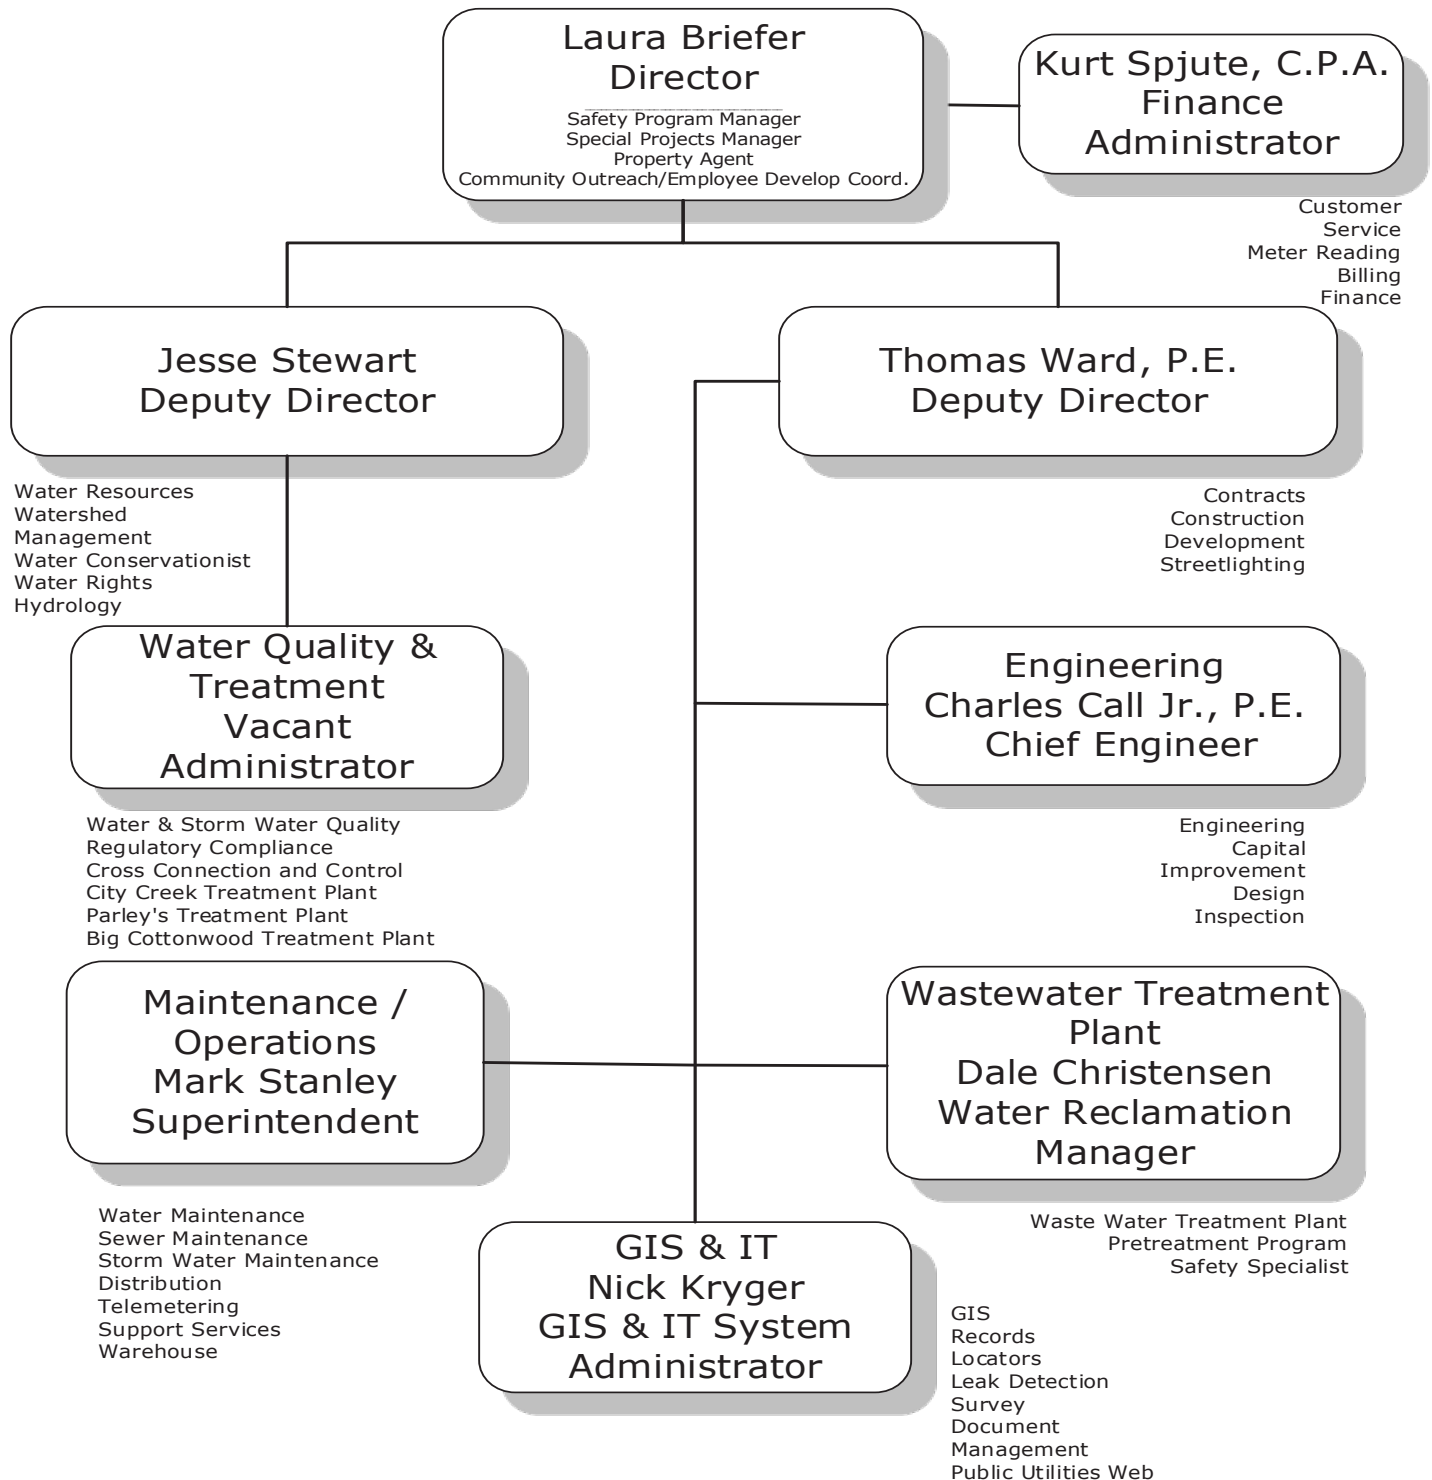 Laura Briefer
Director
Safety Program Manager
Special Projects Manager
Property Agent
Community Outreach/Employee Develop Coord.
Kurt Spjute, C.P.A.
Finance
Administrator
Customer
Service
Meter Reading
Billing
Finance
Jesse Stewart
Deputy Director
Thomas Ward, P.E.
Deputy Director
Water Resources
Watershed
Management
Water Conservationist
Water Rights
Hydrology
Contracts
Construction
Development
Streetlighting
Water Quality &
Treatment
Vacant
Administrator
Engineering
Charles Call Jr., P.E.
Chief Engineer
Water & Storm Water Quality
Regulatory Compliance
Cross Connection and Control
City Creek Treatment Plant
Parley's Treatment Plant
Big Cottonwood Treatment Plant
Engineering
Capital
Improvement
Design
Inspection
Maintenance /
Operations
Mark Stanley
Superintendent
Wastewater Treatment
Plant
Dale Christensen
Water Reclamation
Manager
Water Maintenance
Sewer Maintenance
Storm Water Maintenance
Distribution
Telemetering
Support Services
Warehouse
Waste Water Treatment Plant
Pretreatment Program
Safety Specialist
GIS & IT
Nick Kryger
GIS & IT System
Administrator
GIS
Records
Locators
Leak Detection
Survey
Document
Management
Public Utilities Web